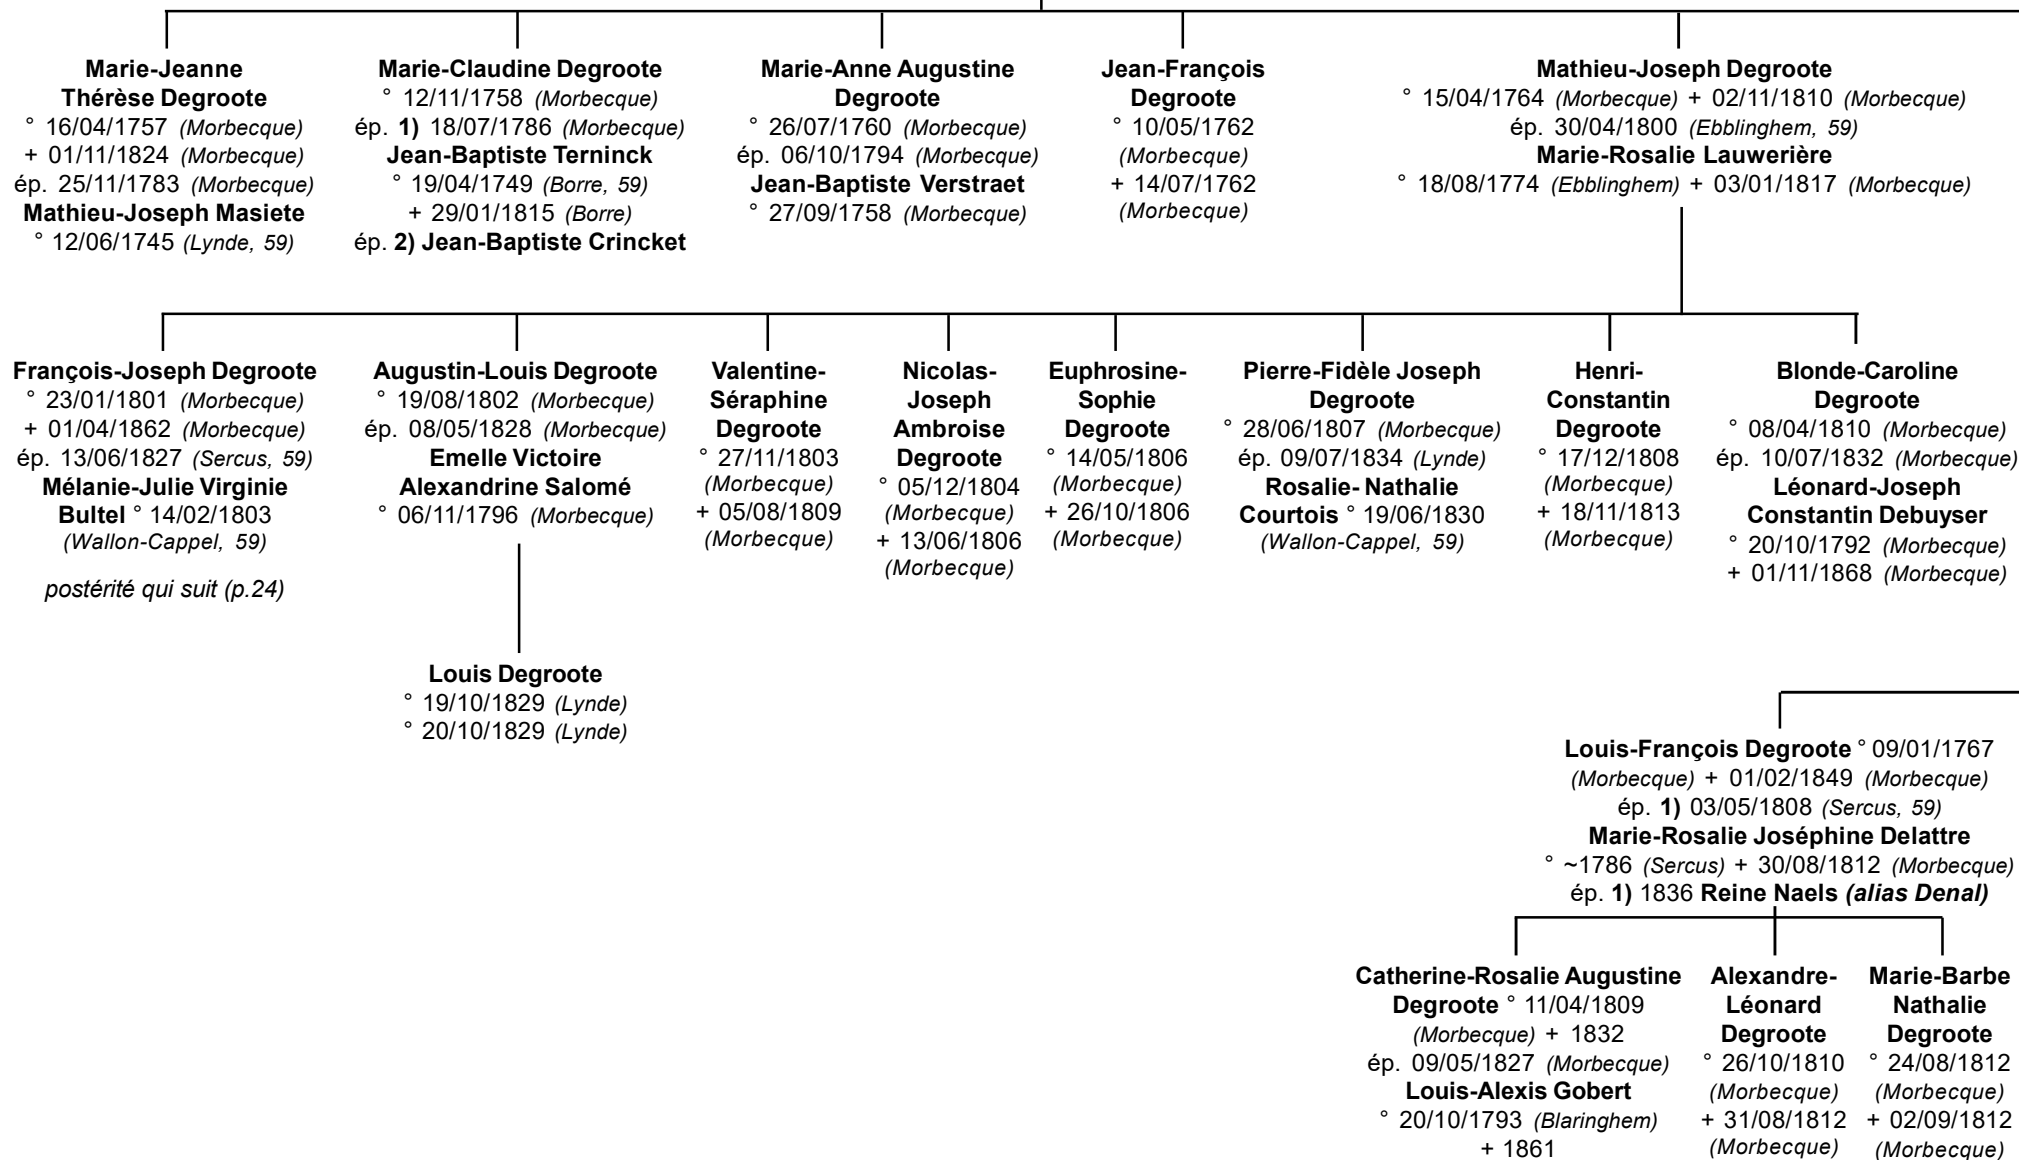 Marie-Jeanne
Thérèse Degroote
° 16/04/1757 (Morbecque)
+ 01/11/1824 (Morbecque)
ép. 25/11/1783 (Morbecque)
Mathieu-Joseph Masiete
° 12/06/1745 (Lynde, 59)
Marie-Claudine Degroote
° 12/11/1758 (Morbecque)
ép. 1) 18/07/1786 (Morbecque)
Jean-Baptiste Terninck
° 19/04/1749 (Borre, 59)
+ 29/01/1815 (Borre)
ép. 2) Jean-Baptiste Crincket
Marie-Anne Augustine
Degroote
° 26/07/1760 (Morbecque)
ép. 06/10/1794 (Morbecque)
Jean-Baptiste Verstraet
° 27/09/1758 (Morbecque)
Jean-François
Degroote
° 10/05/1762
(Morbecque)
+ 14/07/1762
(Morbecque)
Mathieu-Joseph Degroote
° 15/04/1764 (Morbecque) + 02/11/1810 (Morbecque)
ép. 30/04/1800 (Ebblinghem, 59)
Marie-Rosalie Lauwerière
° 18/08/1774 (Ebblinghem) + 03/01/1817 (Morbecque)
François-Joseph Degroote
° 23/01/1801 (Morbecque)
+ 01/04/1862 (Morbecque)
ép. 13/06/1827 (Sercus, 59)
Mélanie-Julie Virginie
Bultel ° 14/02/1803
(Wallon-Cappel, 59)
postérité qui suit (p.24)
Augustin-Louis Degroote
° 19/08/1802 (Morbecque)
ép. 08/05/1828 (Morbecque)
Emelle Victoire
Alexandrine Salomé
° 06/11/1796 (Morbecque)
Valentine-
Séraphine
Degroote
° 27/11/1803
(Morbecque)
+ 05/08/1809
(Morbecque)
Nicolas-
Joseph
Ambroise
Degroote
° 05/12/1804
(Morbecque)
+ 13/06/1806
(Morbecque)
Euphrosine-
Sophie
Degroote
° 14/05/1806
(Morbecque)
+ 26/10/1806
(Morbecque)
Pierre-Fidèle Joseph
Degroote
° 28/06/1807 (Morbecque)
ép. 09/07/1834 (Lynde)
Rosalie- Nathalie
Courtois ° 19/06/1830
(Wallon-Cappel, 59)
Henri-
Constantin
Degroote
° 17/12/1808
(Morbecque)
+ 18/11/1813
(Morbecque)
Blonde-Caroline
Degroote
° 08/04/1810 (Morbecque)
ép. 10/07/1832 (Morbecque)
Léonard-Joseph
Constantin Debuyser
° 20/10/1792 (Morbecque)
+ 01/11/1868 (Morbecque)
Louis Degroote
° 19/10/1829 (Lynde)
° 20/10/1829 (Lynde)
Louis-François Degroote ° 09/01/1767
(Morbecque) + 01/02/1849 (Morbecque)
ép. 1) 03/05/1808 (Sercus, 59)
Marie-Rosalie Joséphine Delattre
° ~1786 (Sercus) + 30/08/1812 (Morbecque)
ép. 1) 1836 Reine Naels (alias Denal)
Catherine-Rosalie Augustine
Degroote ° 11/04/1809
(Morbecque) + 1832
ép. 09/05/1827 (Morbecque)
Louis-Alexis Gobert
° 20/10/1793 (Blaringhem)
+ 1861
Alexandre-
Léonard
Degroote
° 26/10/1810
(Morbecque)
+ 31/08/1812
(Morbecque)
Marie-Barbe
Nathalie
Degroote
° 24/08/1812
(Morbecque)
+ 02/09/1812
(Morbecque)